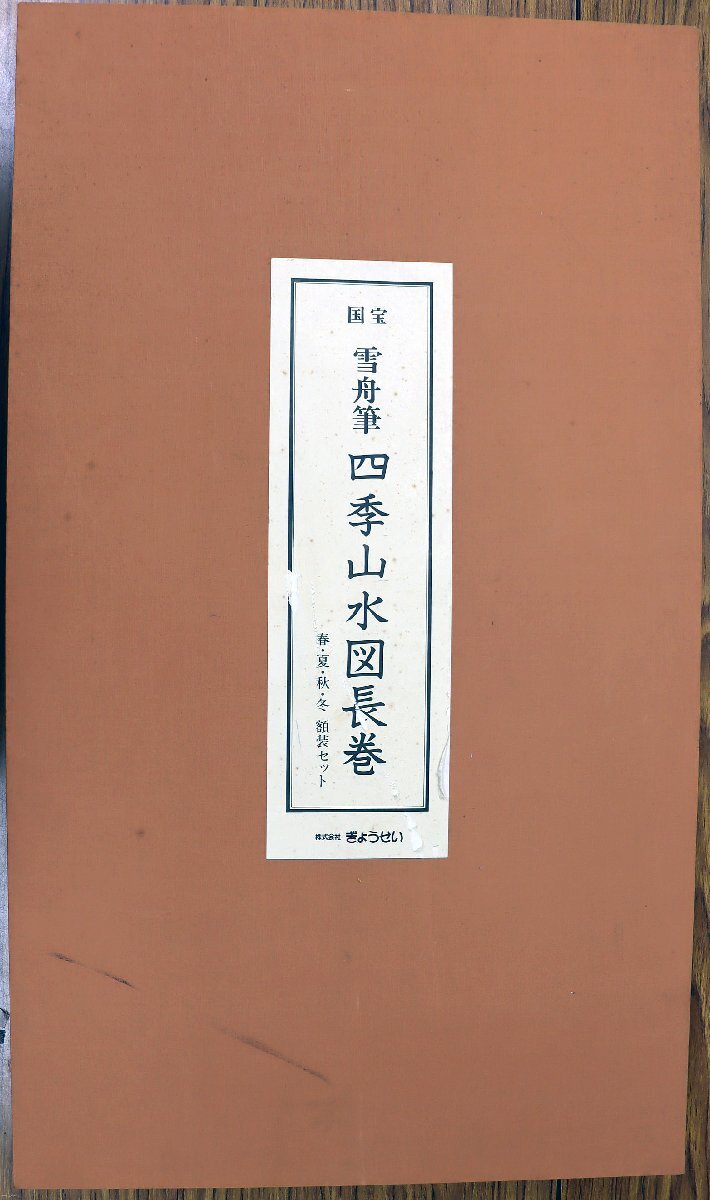 国宝
雪舟筆 四季山水図長巻
春・夏・秋・冬 額装セット
株式会社 ぎょうせい